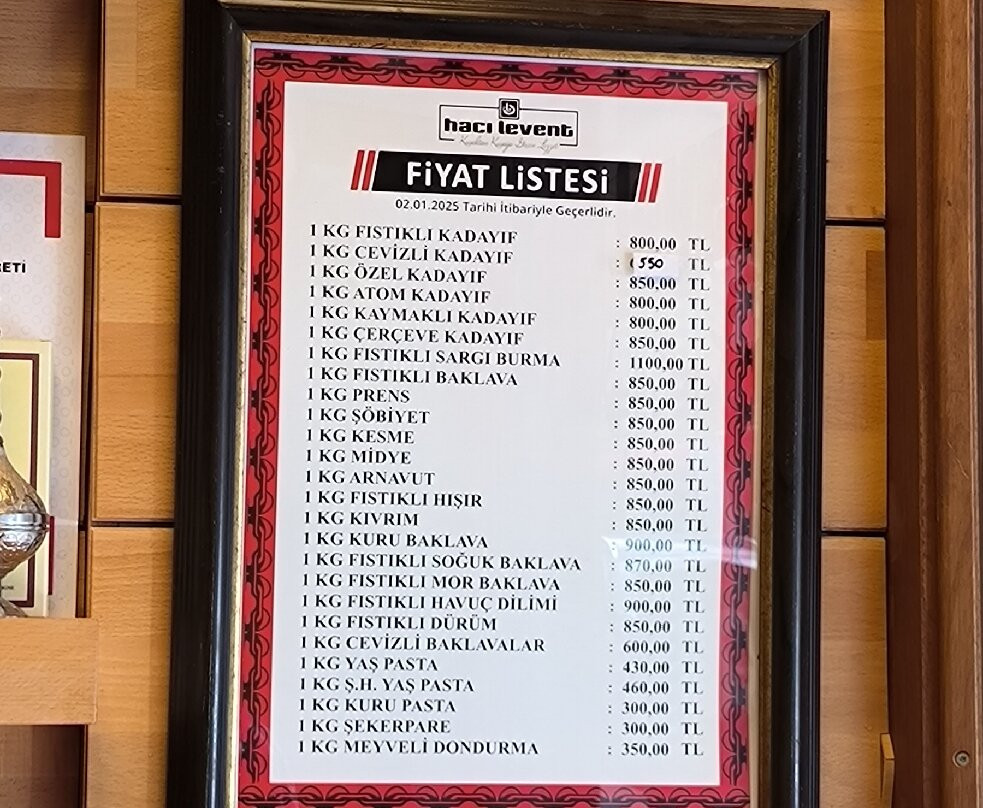 hacı levent
FİYAT LİSTESİ
02.01.2025 Tarihi İtibariyle Geçerlidir.
1 KG FISTIKLI KADAYIF : 800,00 TL
1 KG CEVİZLİ KADAYIF : 550 TL
1 KG ÖZEL KADAYIF : 850,00 TL
1 KG ATOM KADAYIF : 800,00 TL
1 KG KAYMAKLI KADAYIF : 800,00 TL
1 KG ÇERÇEVE KADAYIF : 850,00 TL
1 KG FISTIKLI SARGI BURMA : 1100,00 TL
1 KG FISTIKLI BAKLAVA : 850,00 TL
1 KG PRENS : 850,00 TL
1 KG ŞÖBİYET : 850,00 TL
1 KG KESME : 850,00 TL
1 KG MİDYE : 850,00 TL
1 KG ARNAVUT : 850,00 TL
1 KG FISTIKLI HIŞIR : 850,00 TL
1 KG KIVRIM : 850,00 TL
1 KG KURU BAKLAVA : 900,00 TL
1 KG FISTIKLI SOĞUK BAKLAVA : 870,00 TL
1 KG FISTIKLI MOR BAKLAVA : 850,00 TL
1 KG FISTIKLI HAVUÇ DİLİMİ : 900,00 TL
1 KG FISTIKLI DÜRÜM : 850,00 TL
1 KG CEVİZLİ BAKLAVALAR : 600,00 TL
1 KG YAŞ PASTA : 430,00 TL
1 KG Ş.H. YAŞ PASTA : 460,00 TL
1 KG KURU PASTA : 300,00 TL
1 KG ŞEKERPARE : 300,00 TL
1 KG MEYVELİ DONDURMA : 350,00 TL